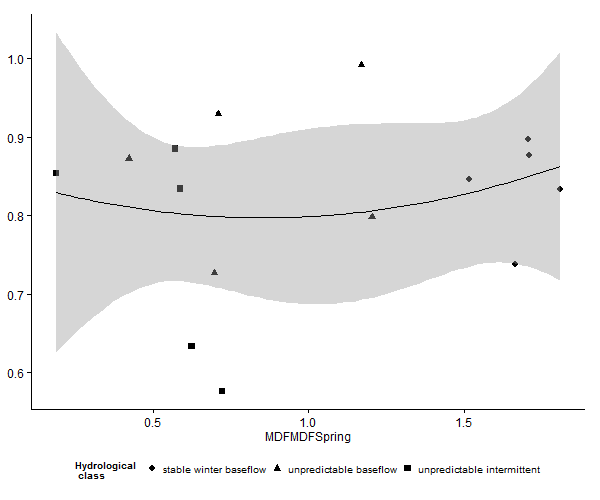 1.0
0.9
0.8
0.7
0.6
0.5 1.0 1.5
MDFMDFSpring
Hydrological
class
stable winter baseflow unpredictable baseflow unpredictable intermittent